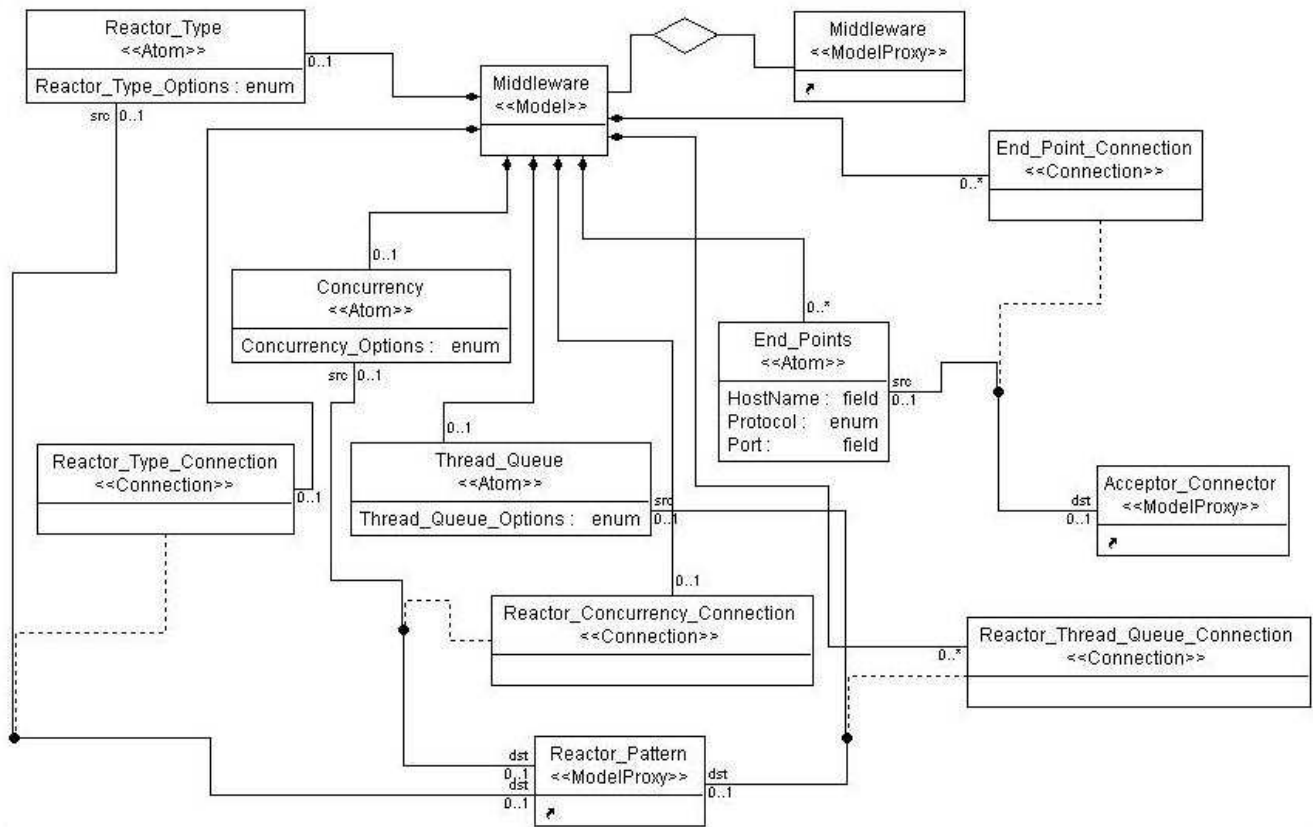 Reactor_Type
<<Atom>>
Reactor_Type_Options : enum
0..1
src 0..1
Middleware
<<Model>>
Middleware
<<ModelProxy>>
End_Point_Connection
<<Connection>>
0..*
0..1
Concurrency
<<Atom>>
Concurrency_Options : enum
src 0..1
0..*
End_Points
<<Atom>>
HostName : field
Protocol : enum
Port : field
src
0..1
Reactor_Type_Connection
<<Connection>>
0..1
0..1
Thread_Queue
<<Atom>>
Thread_Queue_Options : enum
src
0..1
dst
0..1
Acceptor_Connector
<<ModelProxy>>
0..1
Reactor_Concurrency_Connection
<<Connection>>
0..*
Reactor_Thread_Queue_Connection
<<Connection>>
dst
0..1
dst
0..1
Reactor_Pattern
<<ModelProxy>>
dst
0..1